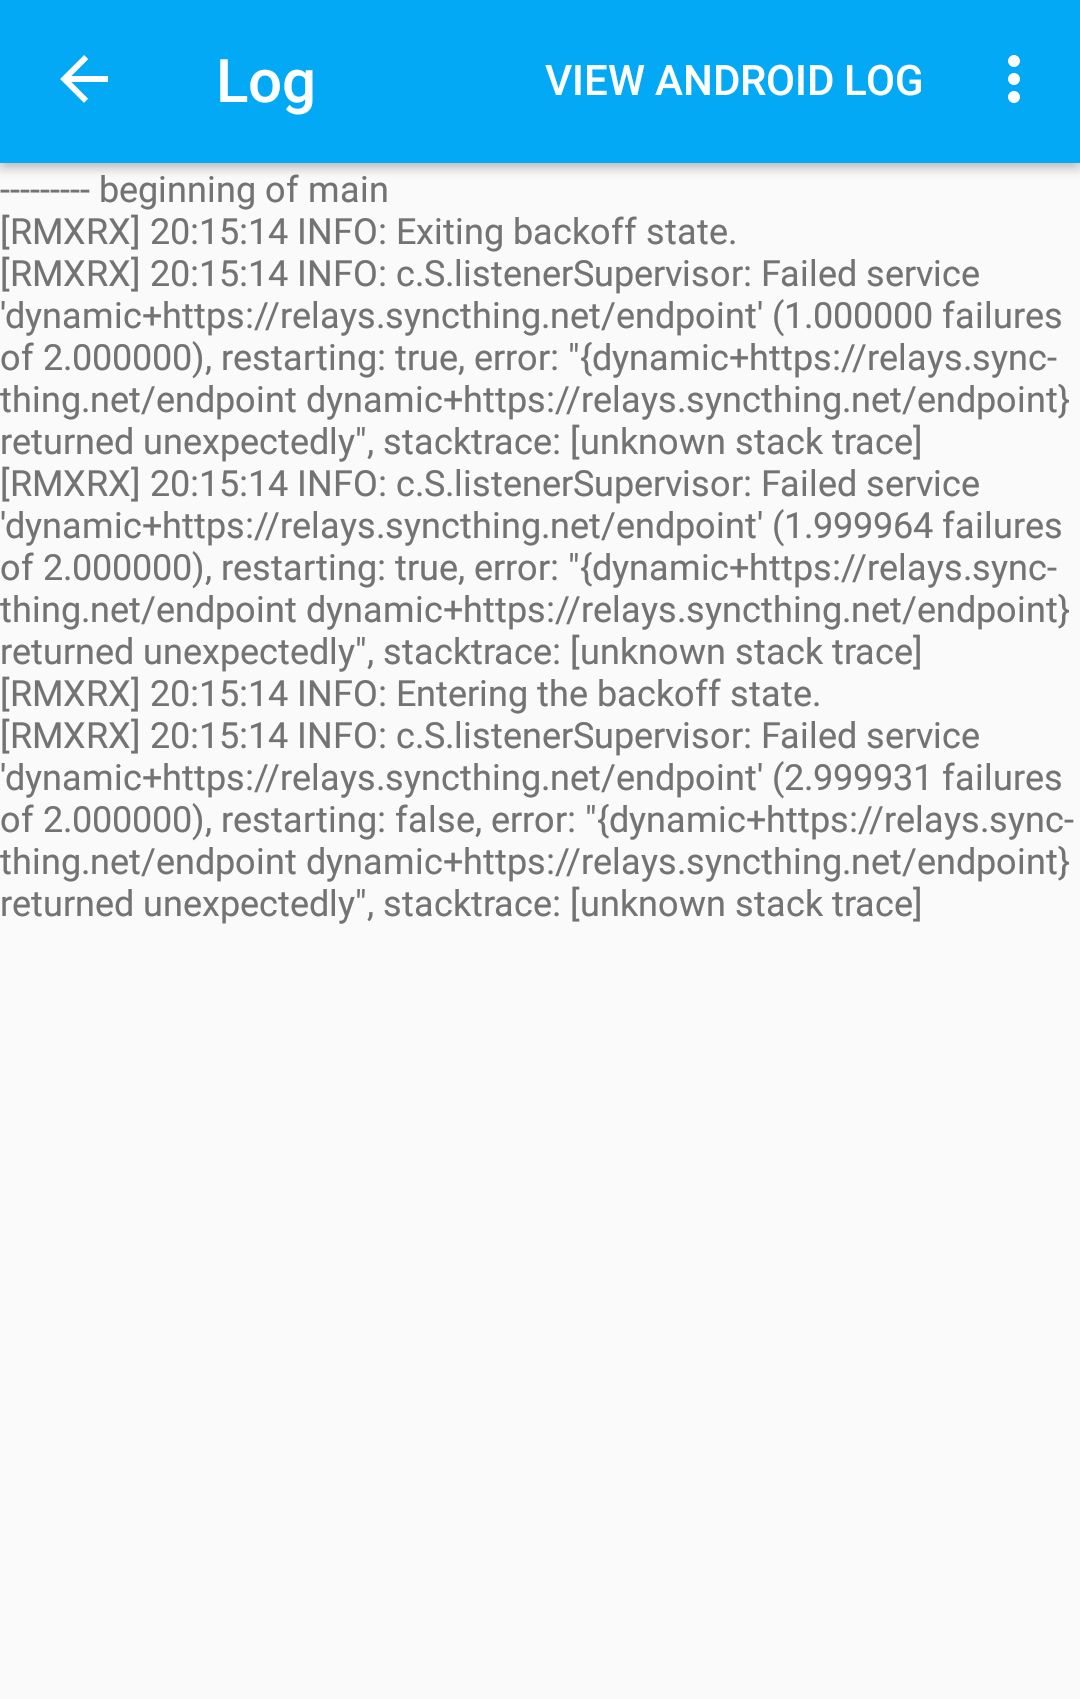 Log
VIEW ANDROID LOG
--------- beginning of main
[RMXRX] 20:15:14 INFO: Exiting backoff state.
[RMXRX] 20:15:14 INFO: c.S.listenerSupervisor: Failed service
'dynamic+https://relays.syncthing.net/endpoint' (1.000000 failures
of 2.000000), restarting: true, error: "{dynamic+https://relays.sync-
thing.net/endpoint dynamic+https://relays.syncthing.net/endpoint}
returned unexpectedly", stacktrace: [unknown stack trace]
[RMXRX] 20:15:14 INFO: c.S.listenerSupervisor: Failed service
'dynamic+https://relays.syncthing.net/endpoint' (1.999964 failures
of 2.000000), restarting: true, error: "{dynamic+https://relays.sync-
thing.net/endpoint dynamic+https://relays.syncthing.net/endpoint}
returned unexpectedly", stacktrace: [unknown stack trace]
[RMXRX] 20:15:14 INFO: Entering the backoff state.
[RMXRX] 20:15:14 INFO: c.S.listenerSupervisor: Failed service
'dynamic+https://relays.syncthing.net/endpoint' (2.999931 failures
of 2.000000), restarting: false, error: "{dynamic+https://relays.sync-
thing.net/endpoint dynamic+https://relays.syncthing.net/endpoint}
returned unexpectedly", stacktrace: [unknown stack trace]